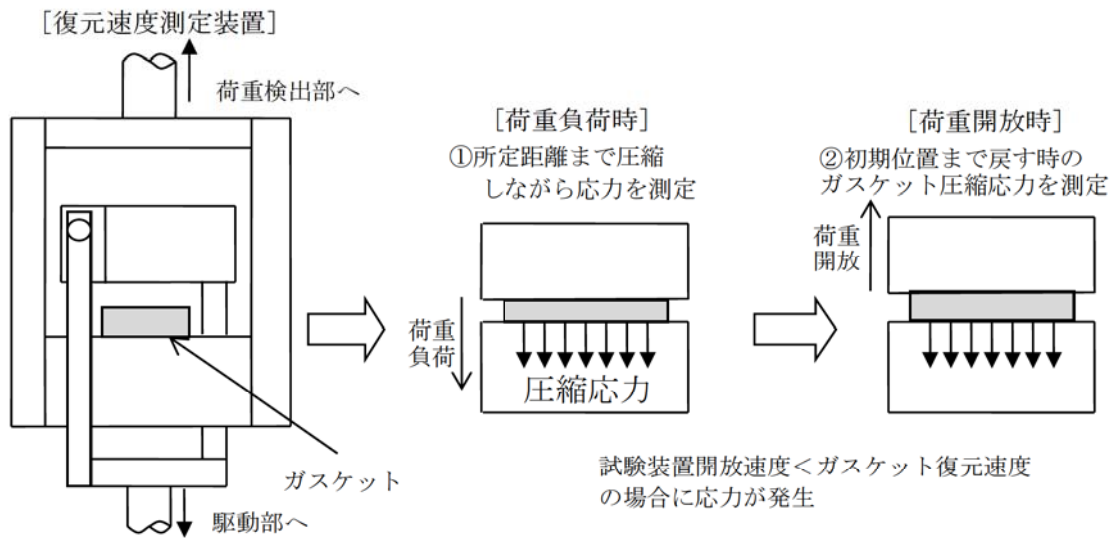 ［復元速度測定装置］
荷重検出部へ
ガスケット
駆動部へ
［荷重負荷時］
①所定距離まで圧縮
しながら応力を測定
荷重
負荷
圧縮応力
［荷重開放時］
②初期位置まで戻す時の
ガスケット圧縮応力を測定
荷重
開放
試験装置開放速度＜ガスケット復元速度
の場合に応力が発生